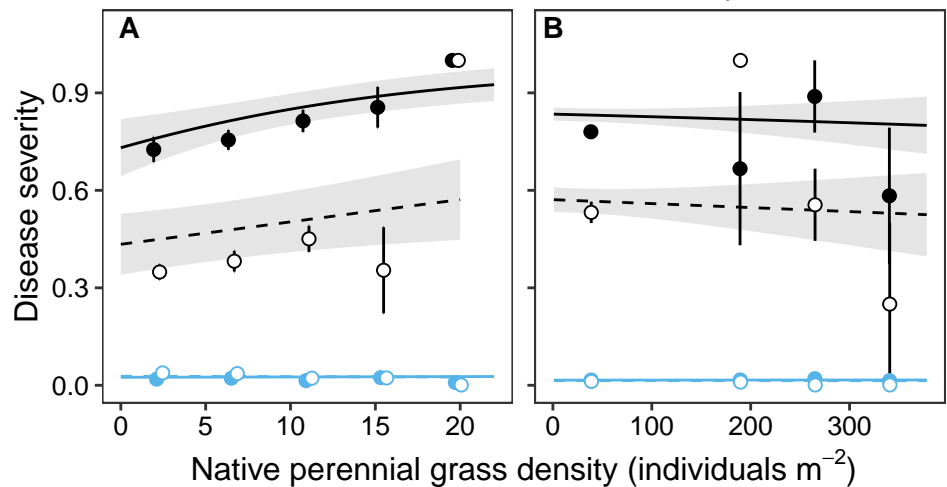 A
B
Disease severity
0.9
0.6
0.3
0.0
0 5 10 15 20
0 100 200 300
Native perennial grass density (individuals m⁻²)